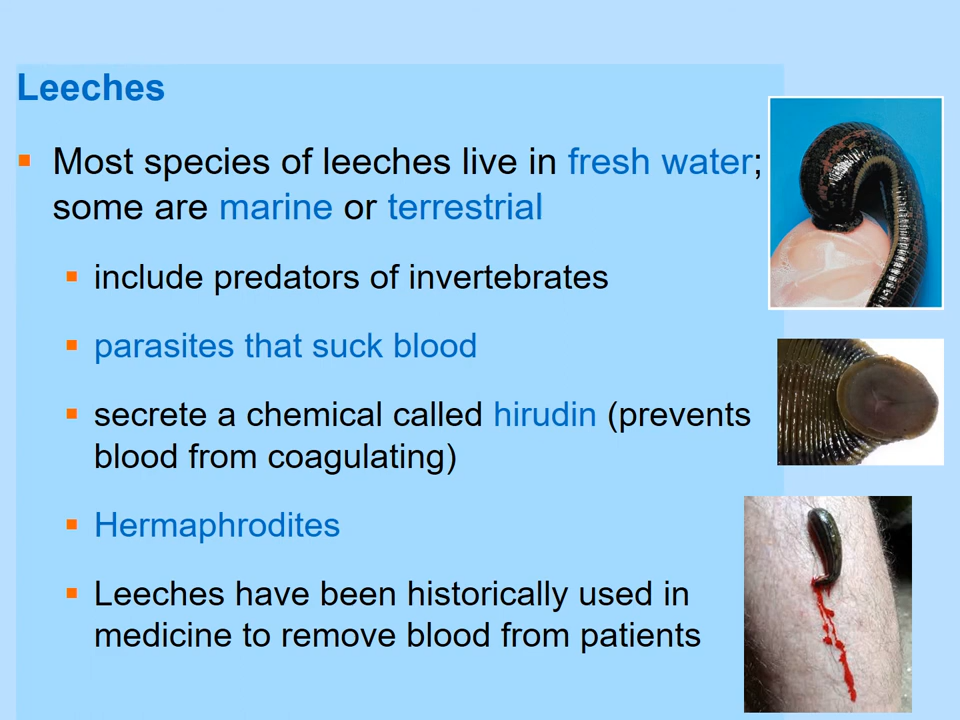 Leeches
Most species of leeches live in fresh water;
some are marine or terrestrial
include predators of invertebrates
parasites that suck blood
secrete a chemical called hirudin (prevents
blood from coagulating)
Hermaphrodites
Leeches have been historically used in
medicine to remove blood from patients